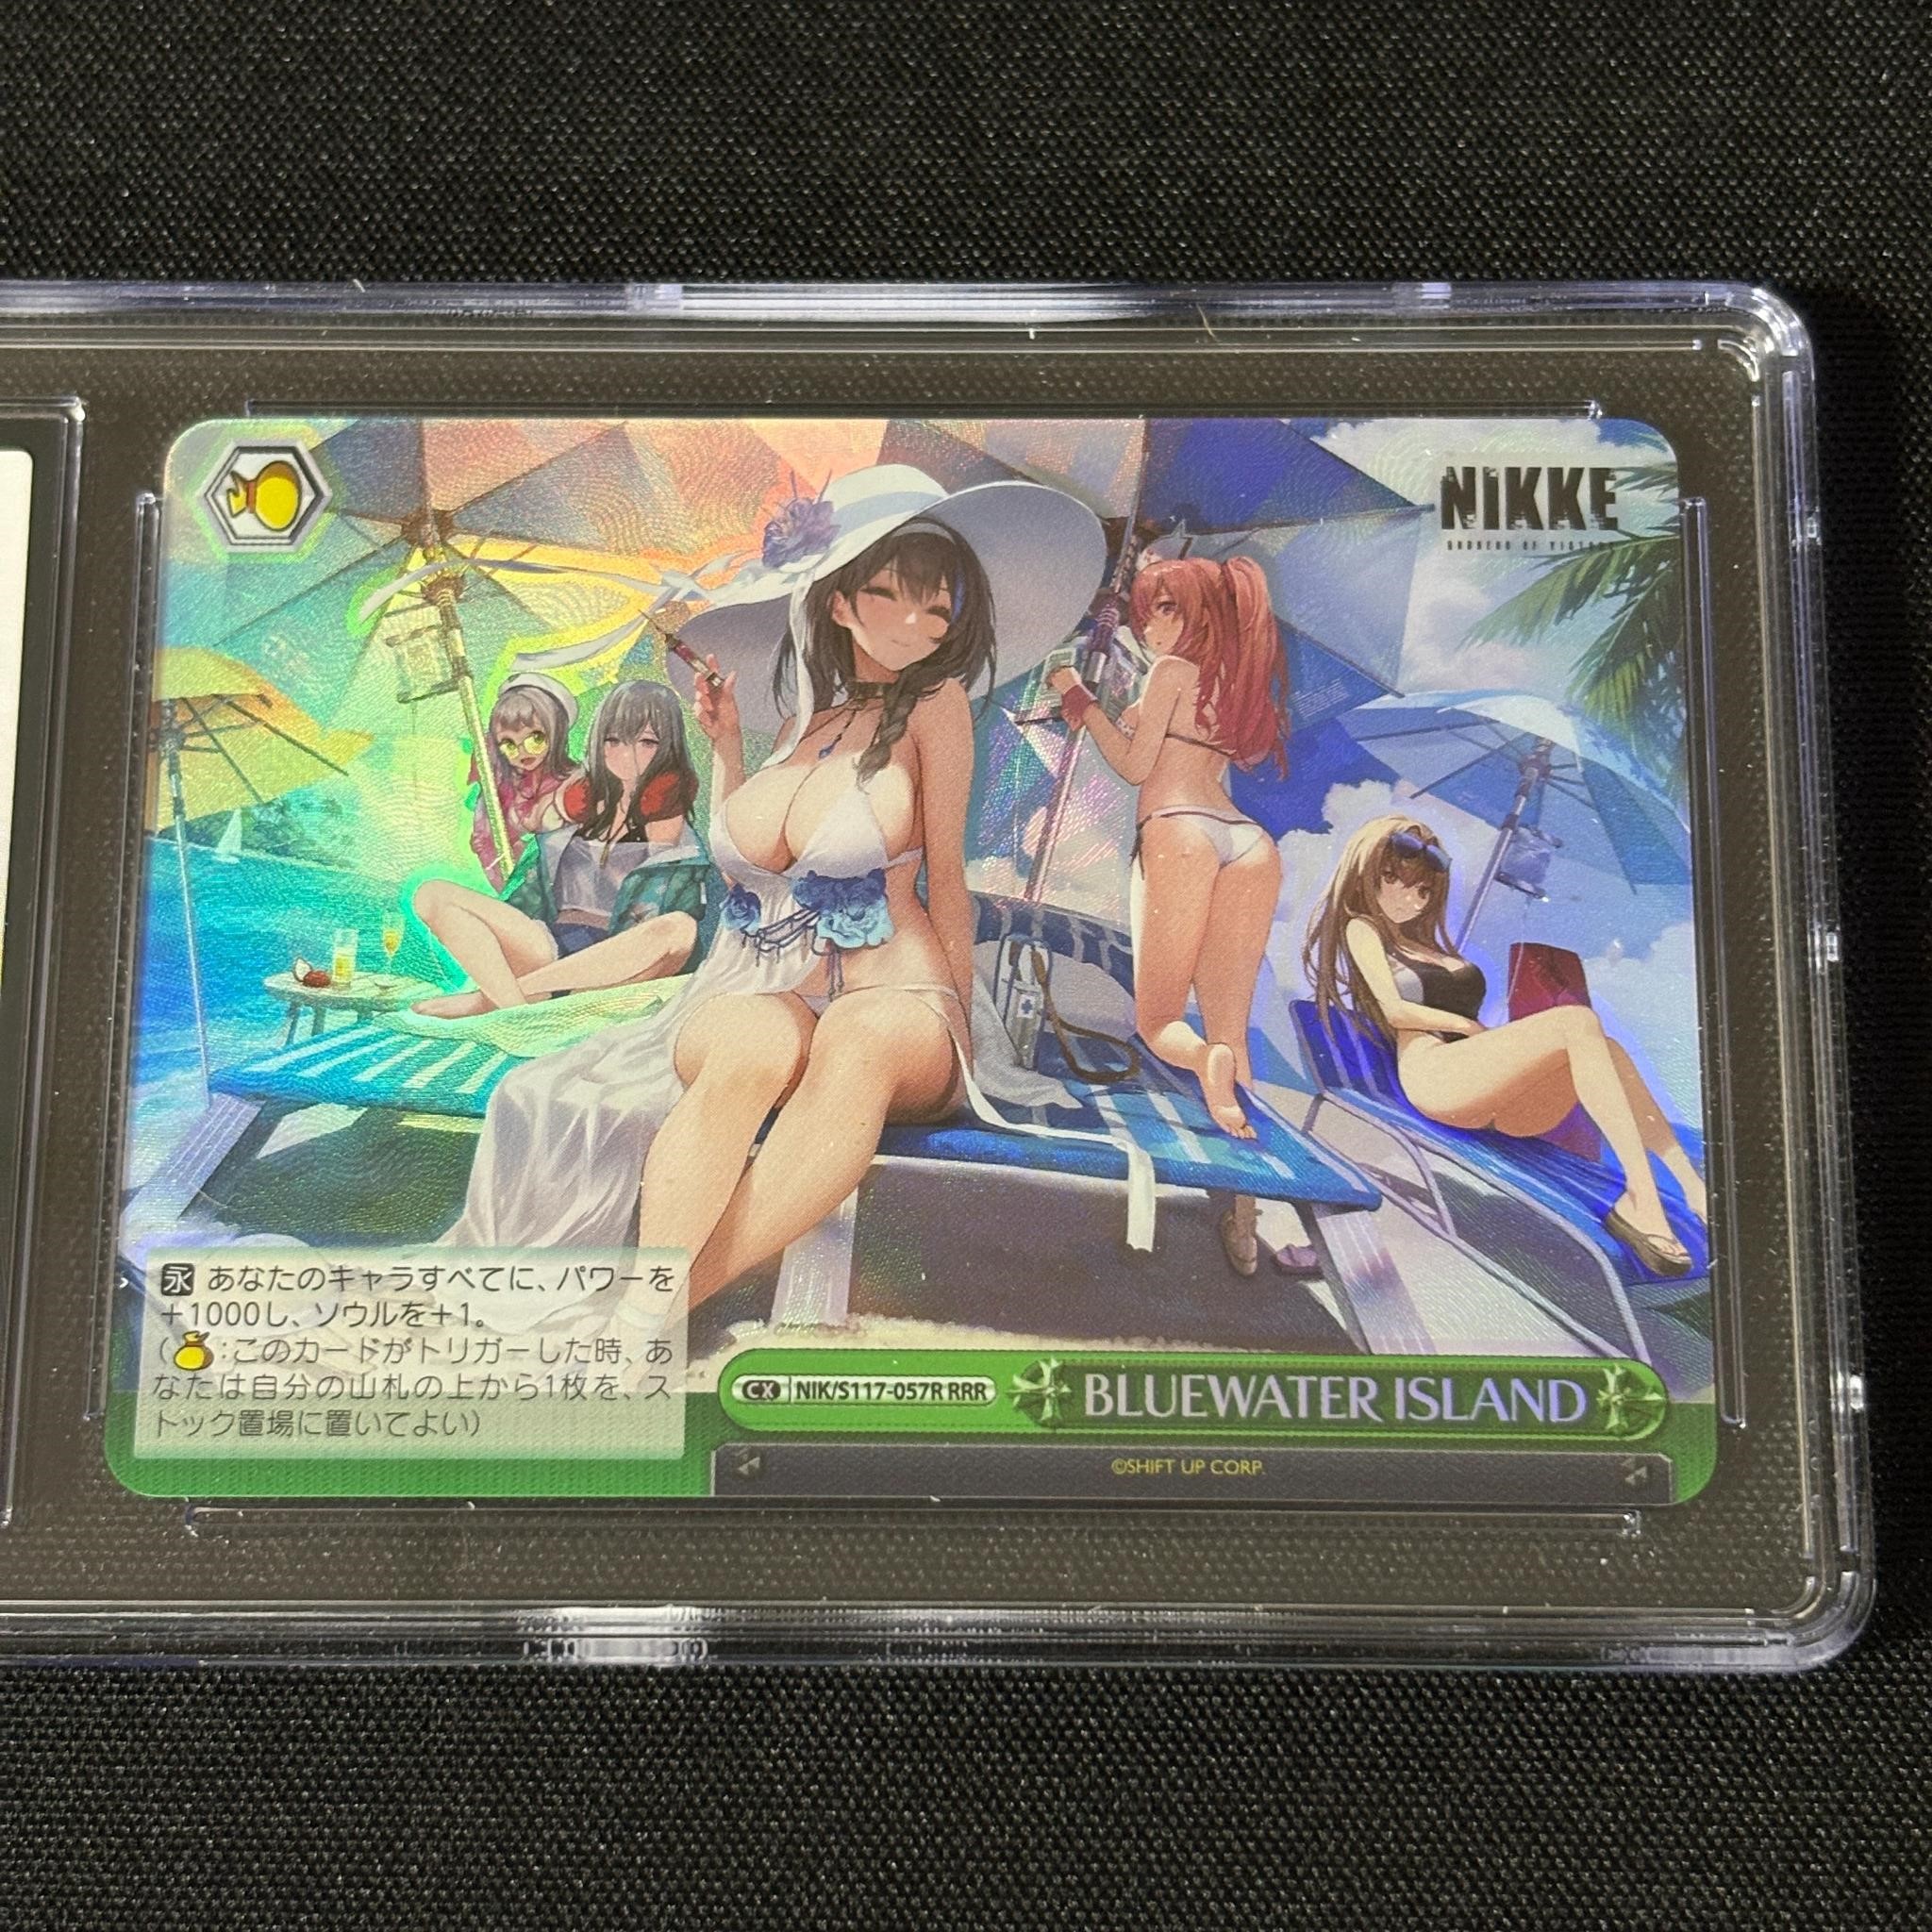 NIKKE
GODDESS OF VICTORY
永 あなたのキャラすべてに、パワーを
+1000し、ソウルを+1。
( :このカードがトリガーした時、あ
なたは自分の山札の上から1枚を、ス
トック置場に置いてよい)
CX NIK/S117-057R RRR BLUEWATER ISLAND
©SHIFT UP CORP.